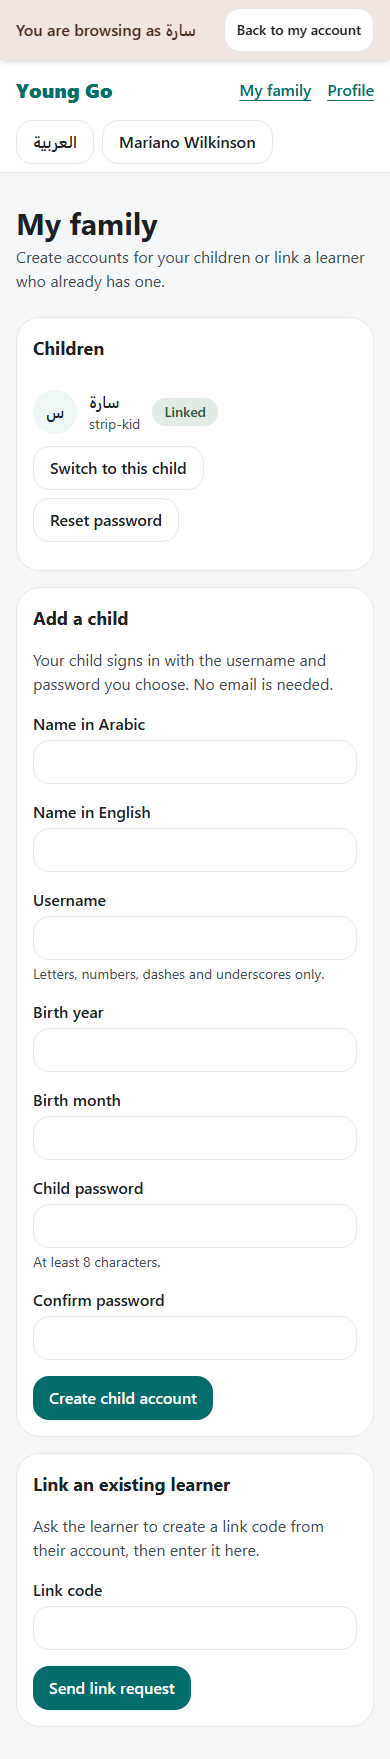 You are browsing as سارة
Back to my account
Young Go
My family
Profile
العربية
Mariano Wilkinson
My family
Create accounts for your children or link a learner
who already has one.
Children
س
سارة
strip-kid
Linked
Switch to this child
Reset password
Add a child
Your child signs in with the username and
password you choose. No email is needed.
Name in Arabic
Name in English
Username
Letters, numbers, dashes and underscores only.
Birth year
Birth month
Child password
At least 8 characters.
Confirm password
Create child account
Link an existing learner
Ask the learner to create a link code from
their account, then enter it here.
Link code
Send link request